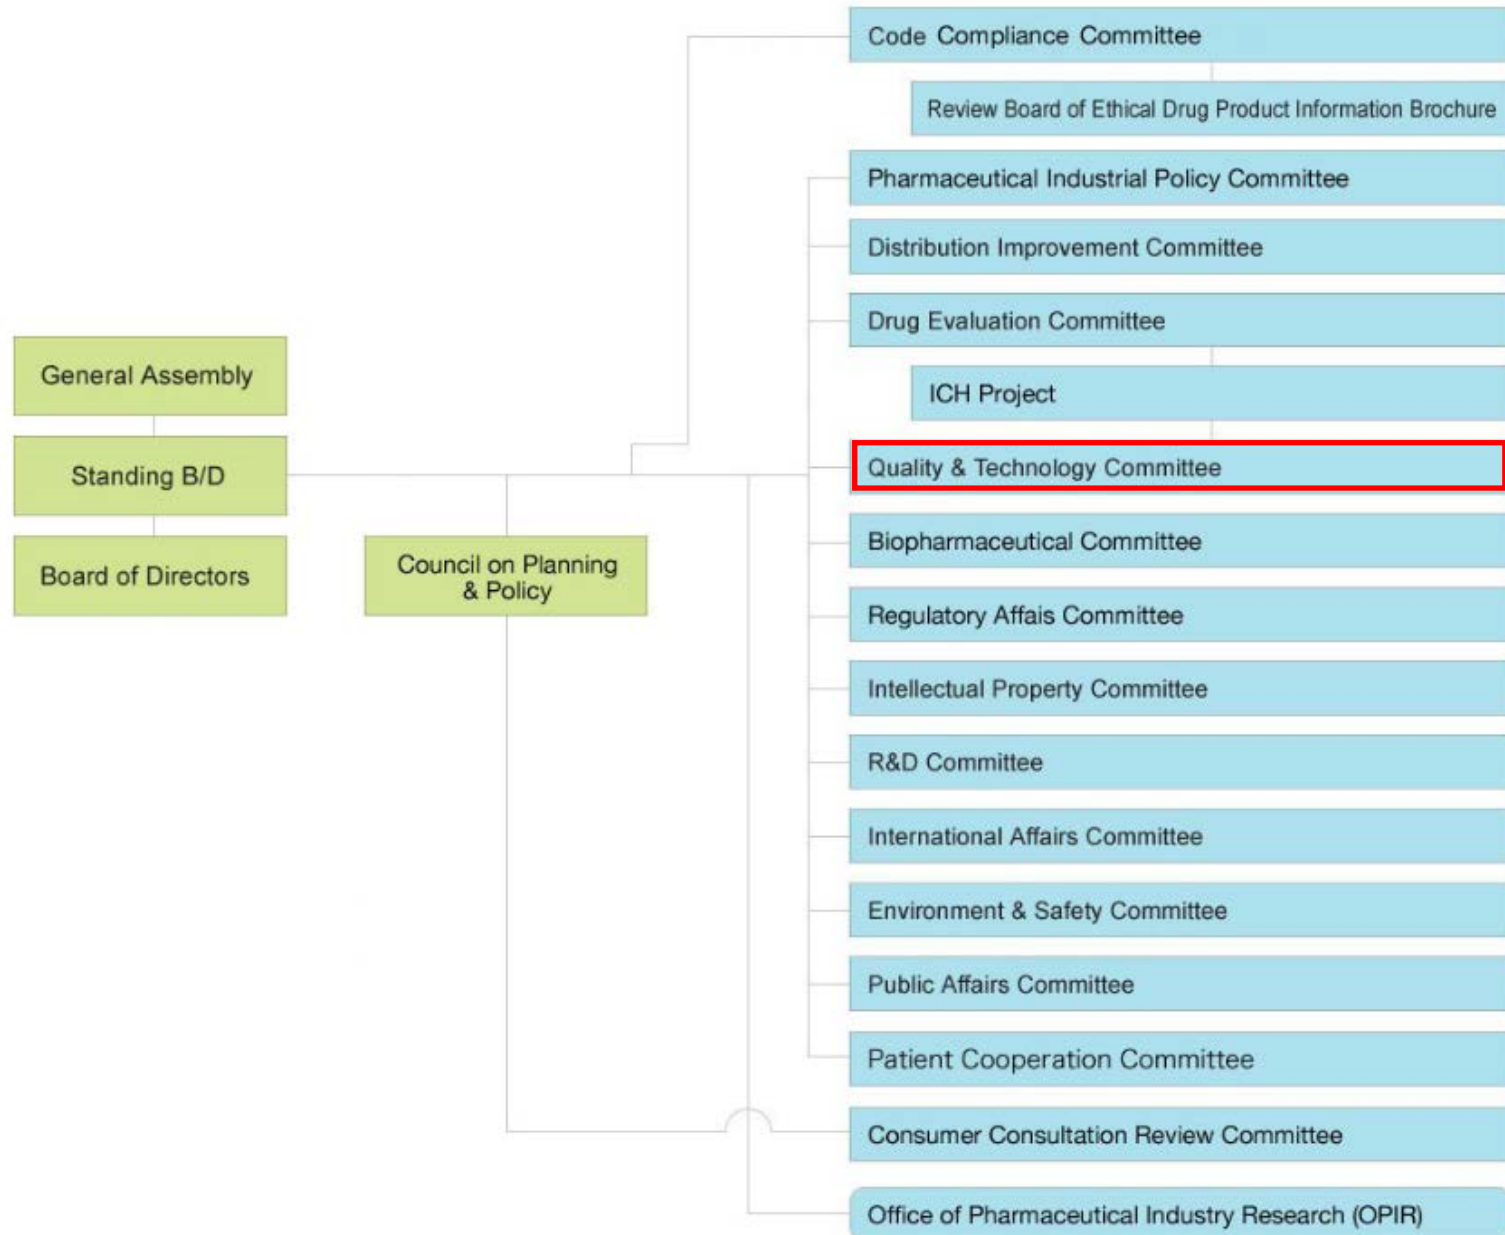 Code Compliance Committee
Review Board of Ethical Drug Product Information Brochure
Pharmaceutical Industrial Policy Committee
Distribution Improvement Committee
Drug Evaluation Committee
General Assembly
ICH Project
Standing B/D
Quality & Technology Committee
Board of Directors
Council on Planning
& Policy
Biopharmaceutical Committee
Regulatory Affais Committee
Intellectual Property Committee
R&D Committee
International Affairs Committee
Environment & Safety Committee
Public Affairs Committee
Patient Cooperation Committee
Consumer Consultation Review Committee
Office of Pharmaceutical Industry Research (OPIR)